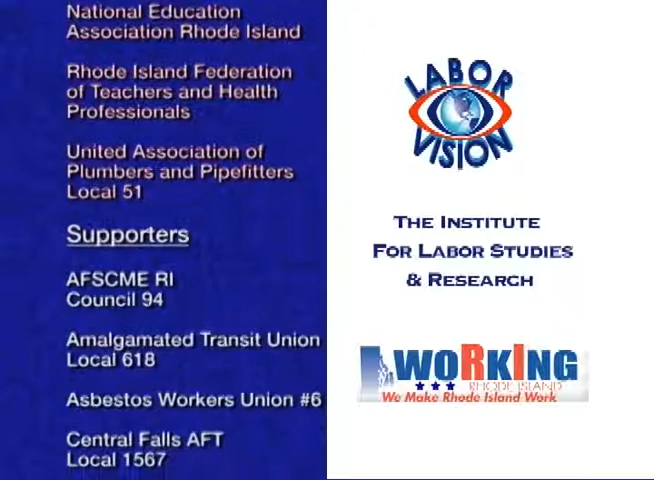 National Education
Association Rhode Island
Rhode Island Federation
of Teachers and Health
Professionals
United Association of
Plumbers and Pipefitters
Local 51
Supporters
AFSCME RI
Council 94
Amalgamated Transit Union
Local 618
Asbestos Workers Union #6
Central Falls AFT
Local 1567
LABOR
VISION
THE INSTITUTE
FOR LABOR STUDIES
& RESEARCH
WORKING
RHODE ISLAND
We Make Rhode Island Work